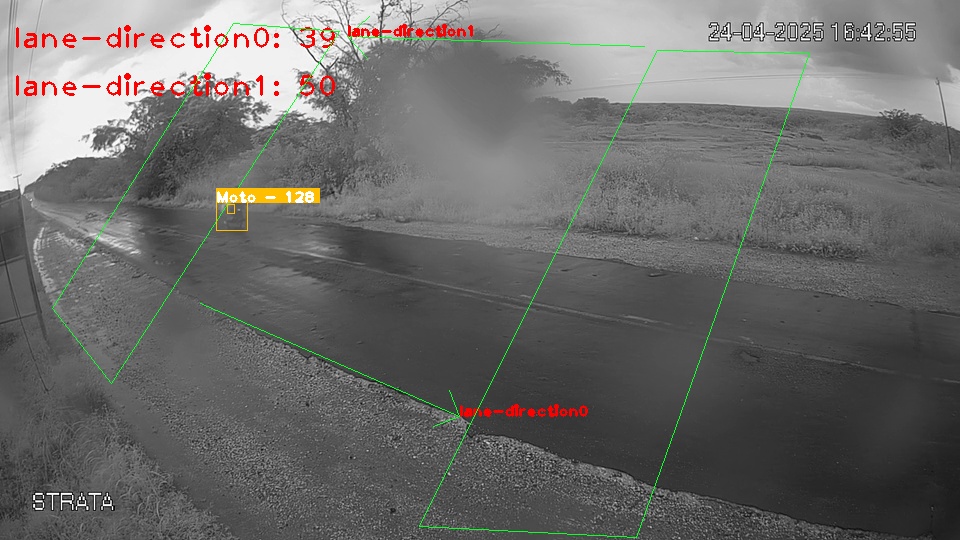 lane-direction0: 39
lane-direction1
24-04-2025 16:42:55
lane-direction1: 50
Moto - 128
lane-direction0
STRATA